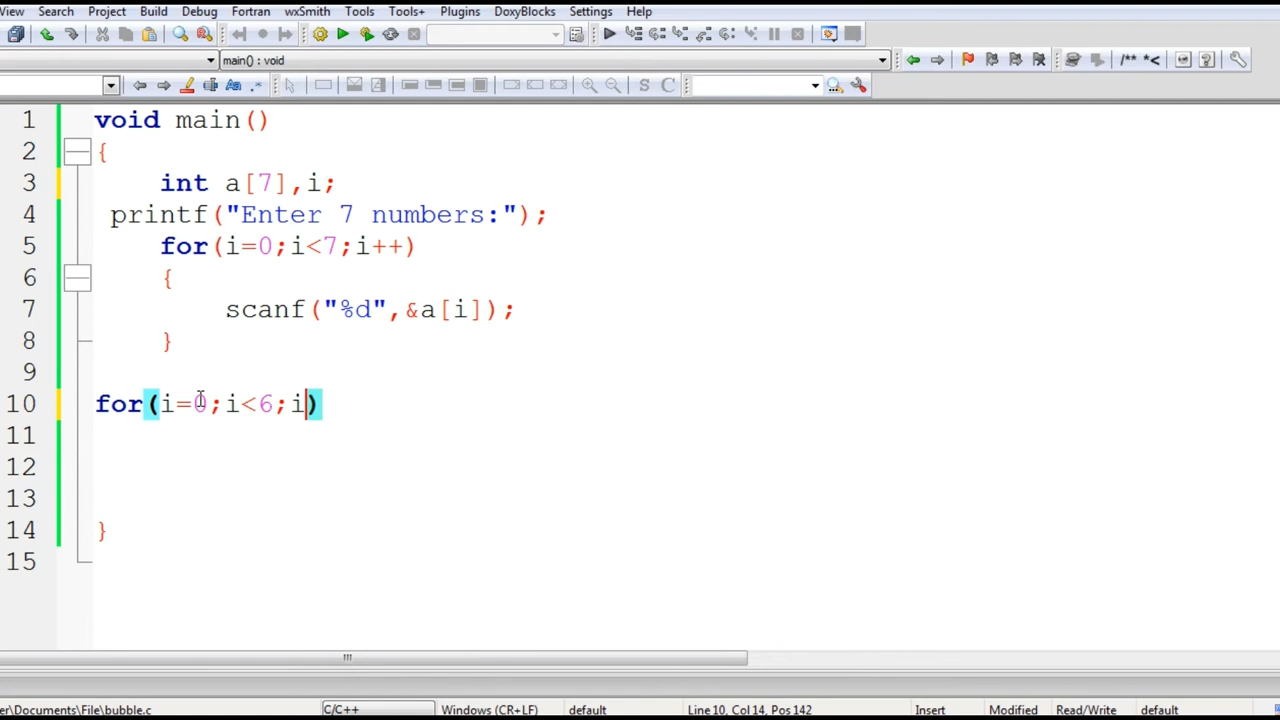 View Search Project Build Debug Fortran wxSmith Tools Tools+ Plugins DoxyBlocks Settings Help
main() : void
/** *<
Aa .* S C
1 void main()
2 {
3 int a[7],i;
4 printf("Enter 7 numbers:");
5 for(i=0;i<7;i++)
6 {
7 scanf("%d",&a[i]);
8 }
9
10 for(i=0;i<6;i)
11
12
13
14 }
15
er\Documents\File\bubble.c C/C++ Windows (CR+LF) default Line 10, Col 14, Pos 142 Insert Modified Read/Write default